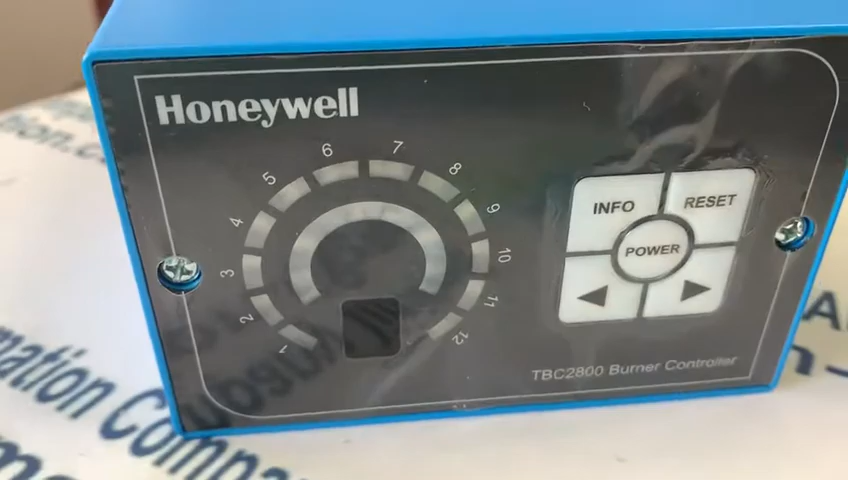 Honeywell
1
2
3
4
5
6
7
8
9
10
11
12
INFO
RESET
POWER
TBC2800 Burner Controller